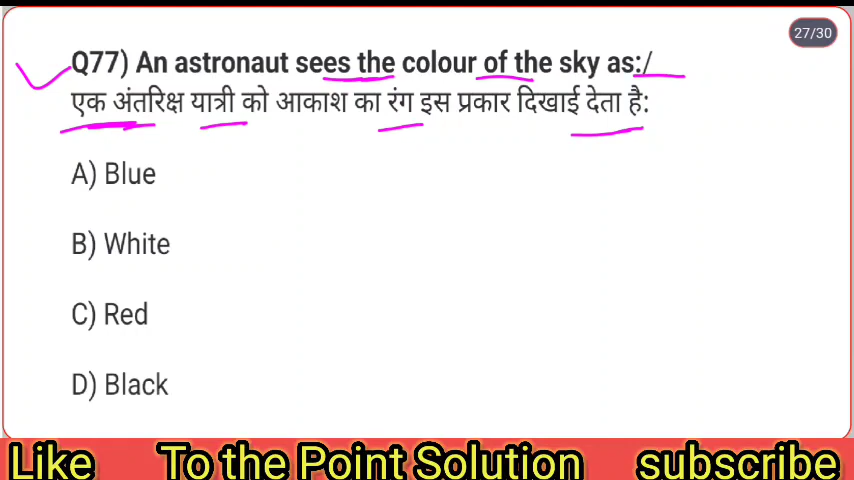 27/30
Q77) An astronaut sees the colour of the sky as:/
एक अंतरिक्ष यात्री को आकाश का रंग इस प्रकार दिखाई देता है:
A) Blue
B) White
C) Red
D) Black
Like To the Point Solution subscribe